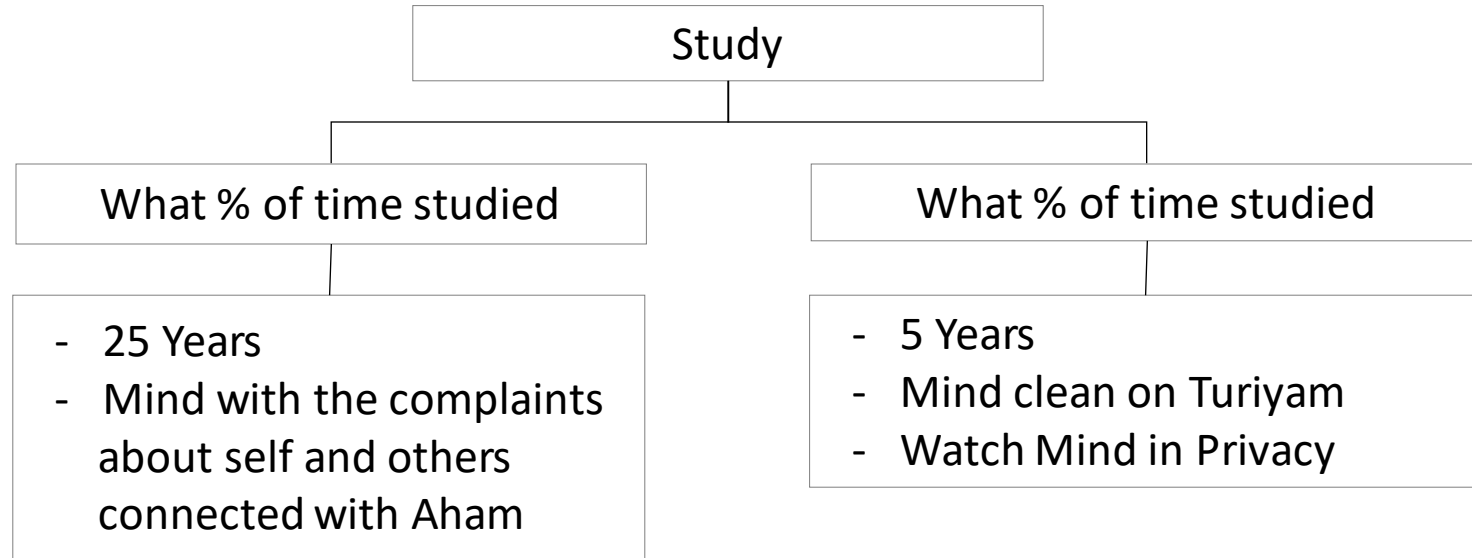 Study
What % of time studied
- 25 Years
- Mind with the complaints
about self and others
connected with Aham
What % of time studied
- 5 Years
- Mind clean on Turiyam
- Watch Mind in Privacy